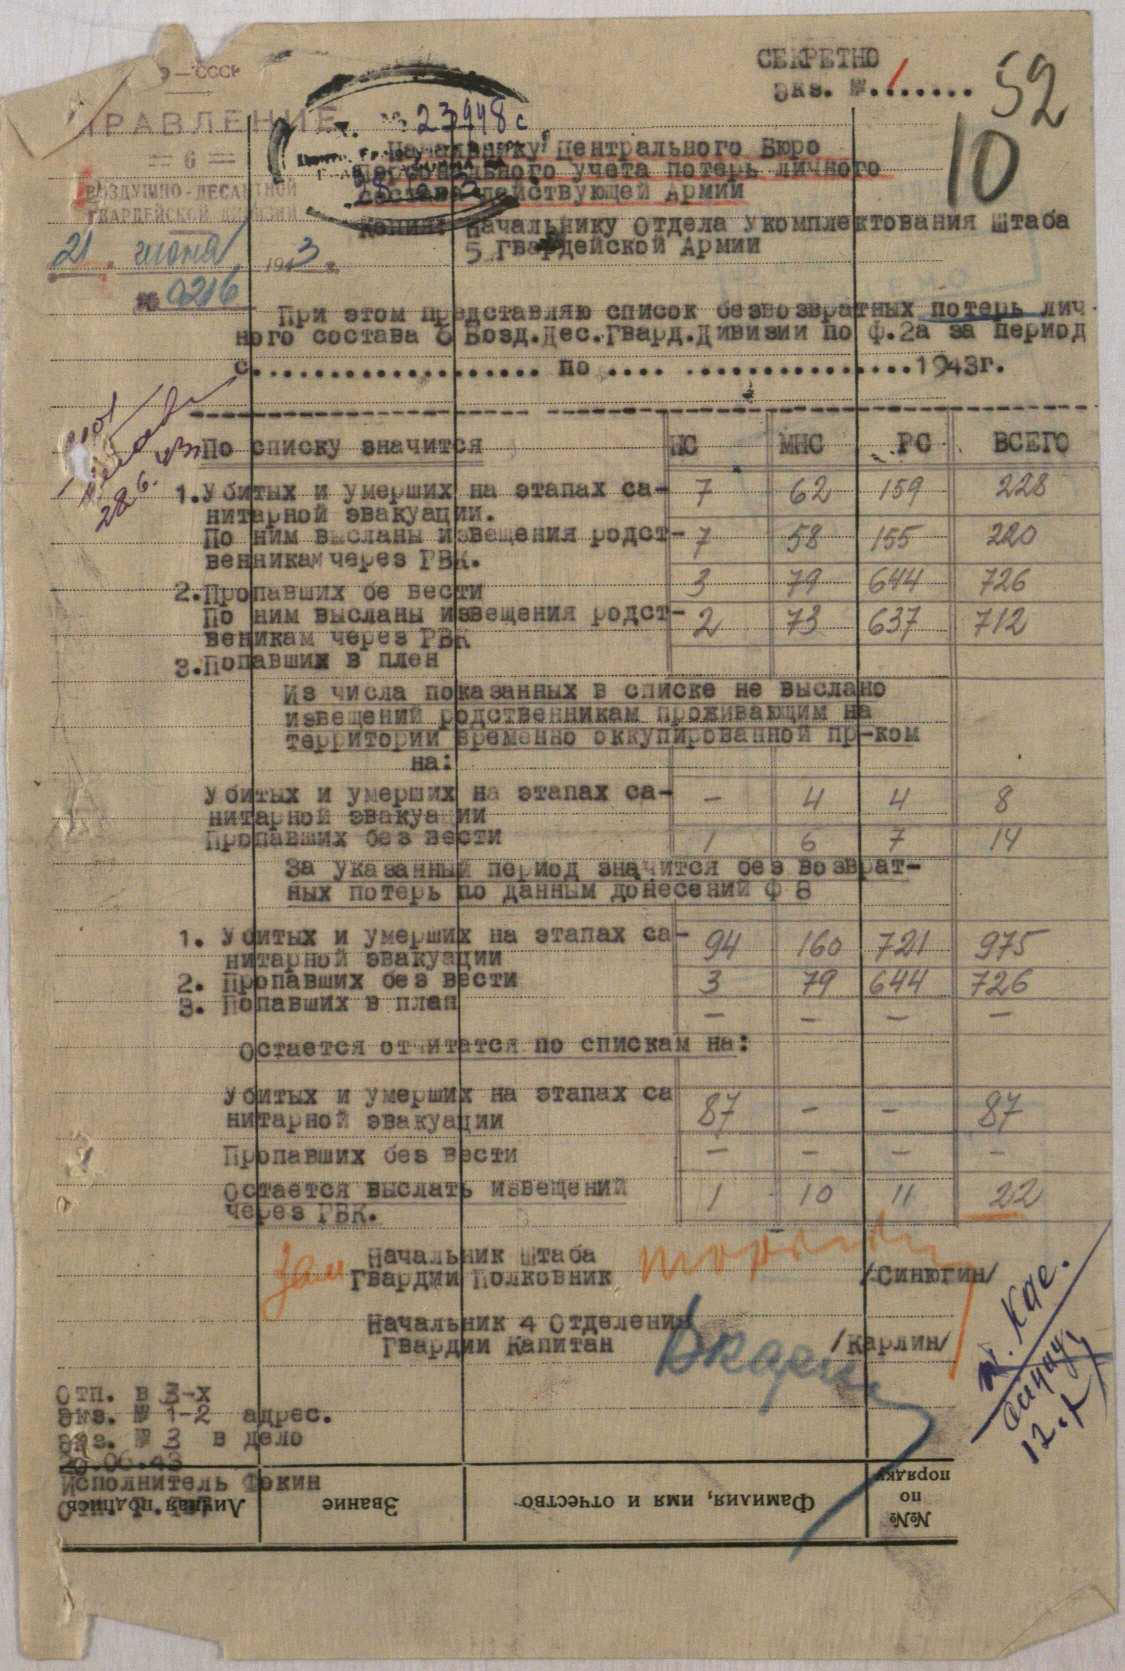 СЕКРЕТНО
Экз. № 1.......
52
10
— СССР
УПРАВЛЕНИЕ
— 6 —
ВОЗДУШНО-ДЕСАНТНОЙ
ГВАРДЕЙСКОЙ ДИВИЗИИ
21 июня 1943 г.
№ 0216
23948 с
Начальнику Центрального Бюро
Персонального учета потерь личного
состава действующей Армии
Копия: Начальнику Отдела Укомплектования Штаба
5 Гвардейской Армии
При этом представляю список безвозвратных потерь лич-
ного состава 6 Возд.Дес.Гвард.Дивизии по ф.2а за период
с................... по .... ...............1943г.
По списку значится НС МНС РС ВСЕГО
1. Убитых и умерших на этапах са- 7 62 159 228
нитарной эвакуации.
По ним высланы извещения родст- 7 58 155 220
венникам через РВК.
2. Пропавших бе вести 3 79 644 726
По ним высланы извещения родст- 2 73 637 712
веникам через РВК
3. Попавших в плен
Из числа показанных в списке не выслано
извещений родственникам проживающим на
территории временно оккупированной пр-ком
на:
Убитых и умерших на этапах са- – 4 4 8
нитарной эвакуации
Пропавших без вести 1 6 7 14
За указанный период значится без возврат-
ных потерь по данным донесений ф 8
1. Убитых и умерших на этапах са- 94 160 721 975
нитарной эвакуации
2. Пропавших без вести 3 79 644 726
3. Попавших в план – – – –
Остается отчитатся по спискам на:
Убитых и умерших на этапах са 87 – – 87
нитарной эвакуации
Пропавших без вести – – – –
Остается выслать извещений 1 10 11 22
через РВК.
Зам Начальник Штаба
Гвардии Полковник /Синюгин/
Начальник 4 Отделения
Гвардии Капитан /Карлин/
Отп. в 3-х
экз. № 1-2 адрес.
экз. № 3 в дело
20.06.43
Исполнитель Фокин
Личная подпись
Звание
Фамилия, имя и отчество
№№ по порядку
28.6.43